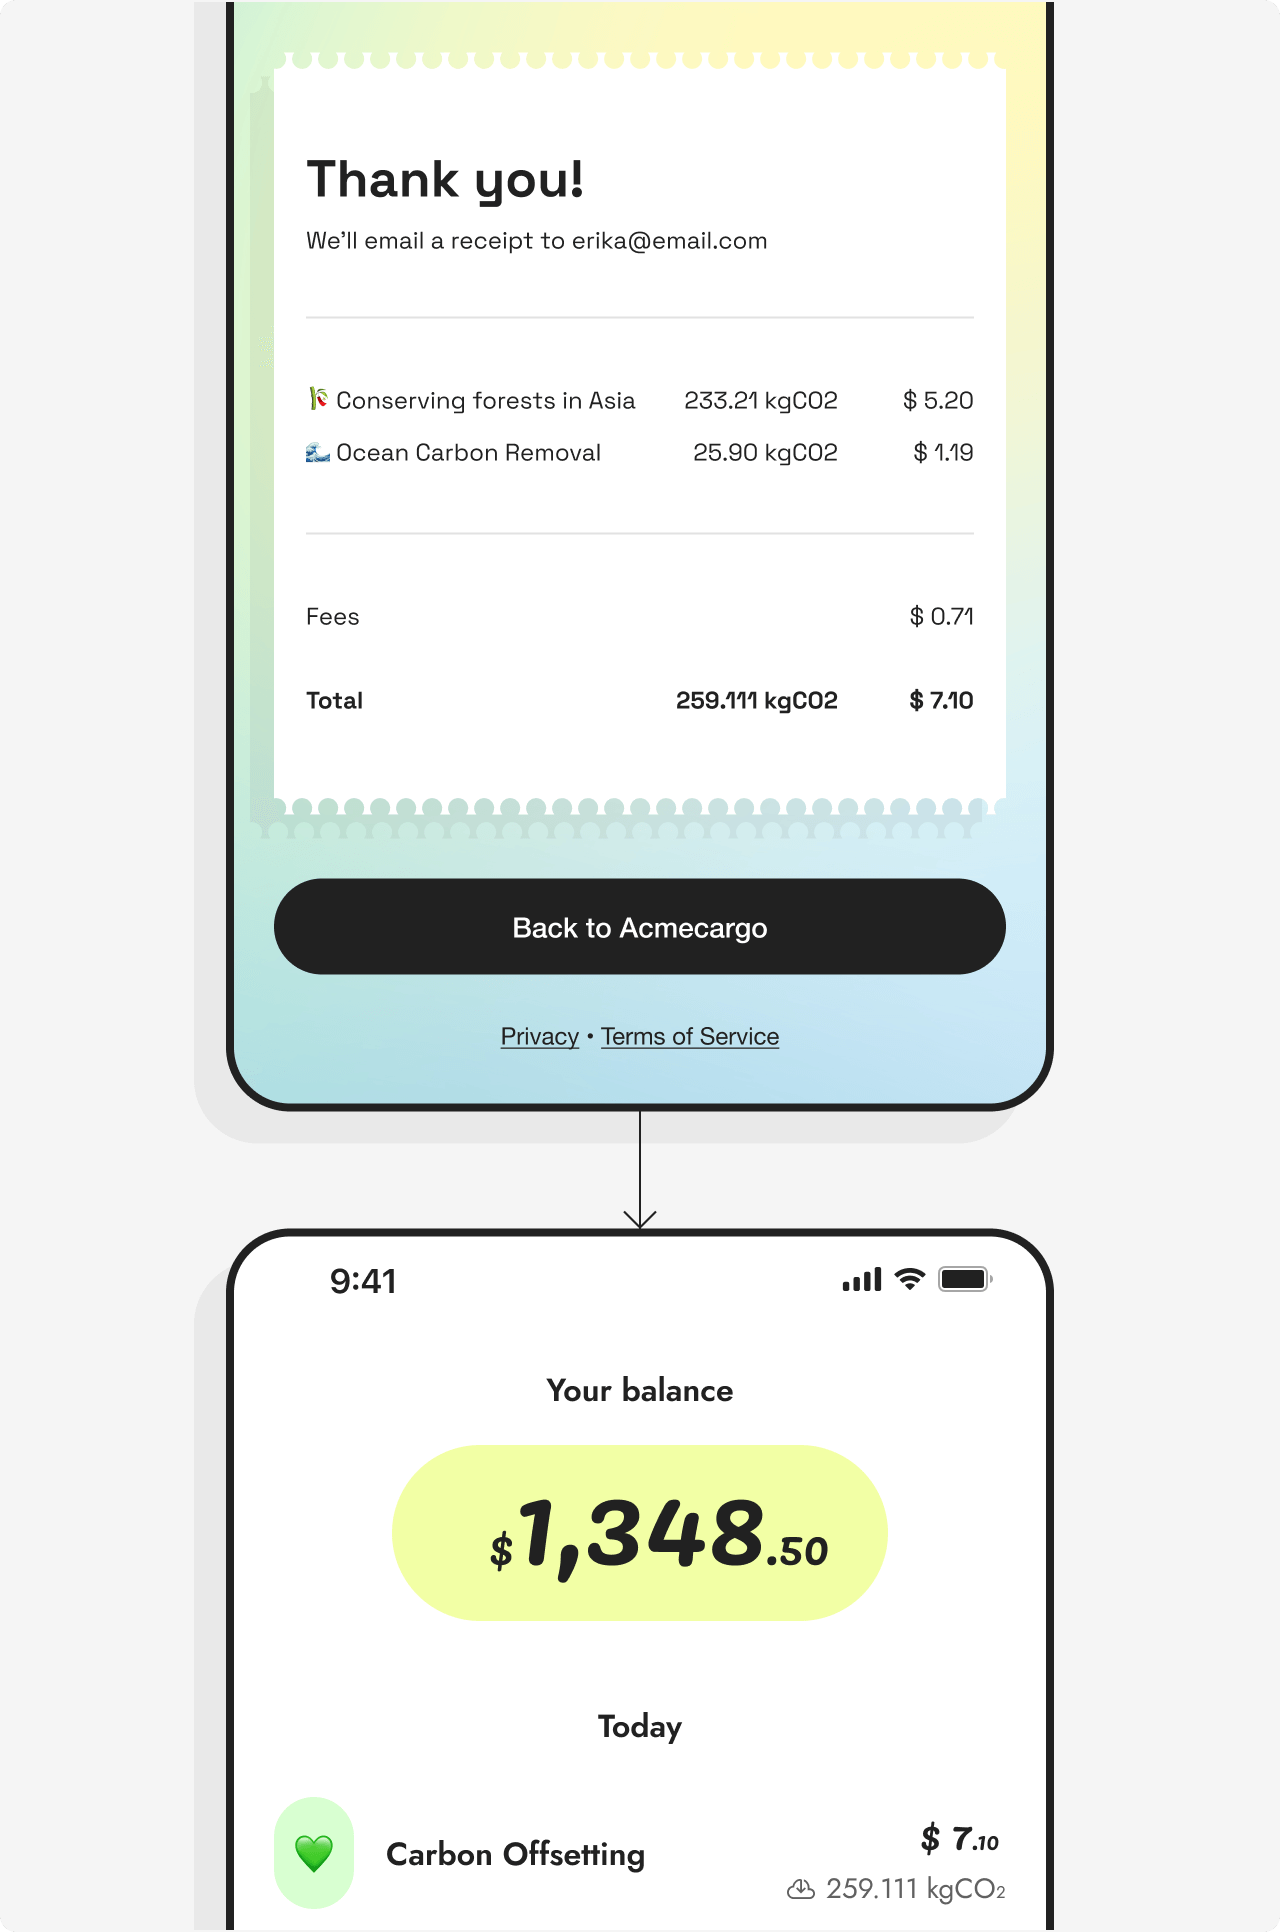 Thank you!
We'll email a receipt to erika@email.com
Conserving forests in Asia 233.21 kgCO2 $ 5.20
Ocean Carbon Removal 25.90 kgCO2 $ 1.19
Fees $ 0.71
Total 259.111 kgCO2 $ 7.10
Back to Acmecargo
Privacy • Terms of Service
9:41
Your balance
$1,348.50
Today
Carbon Offsetting $ 7.10
259.111 kgCO₂